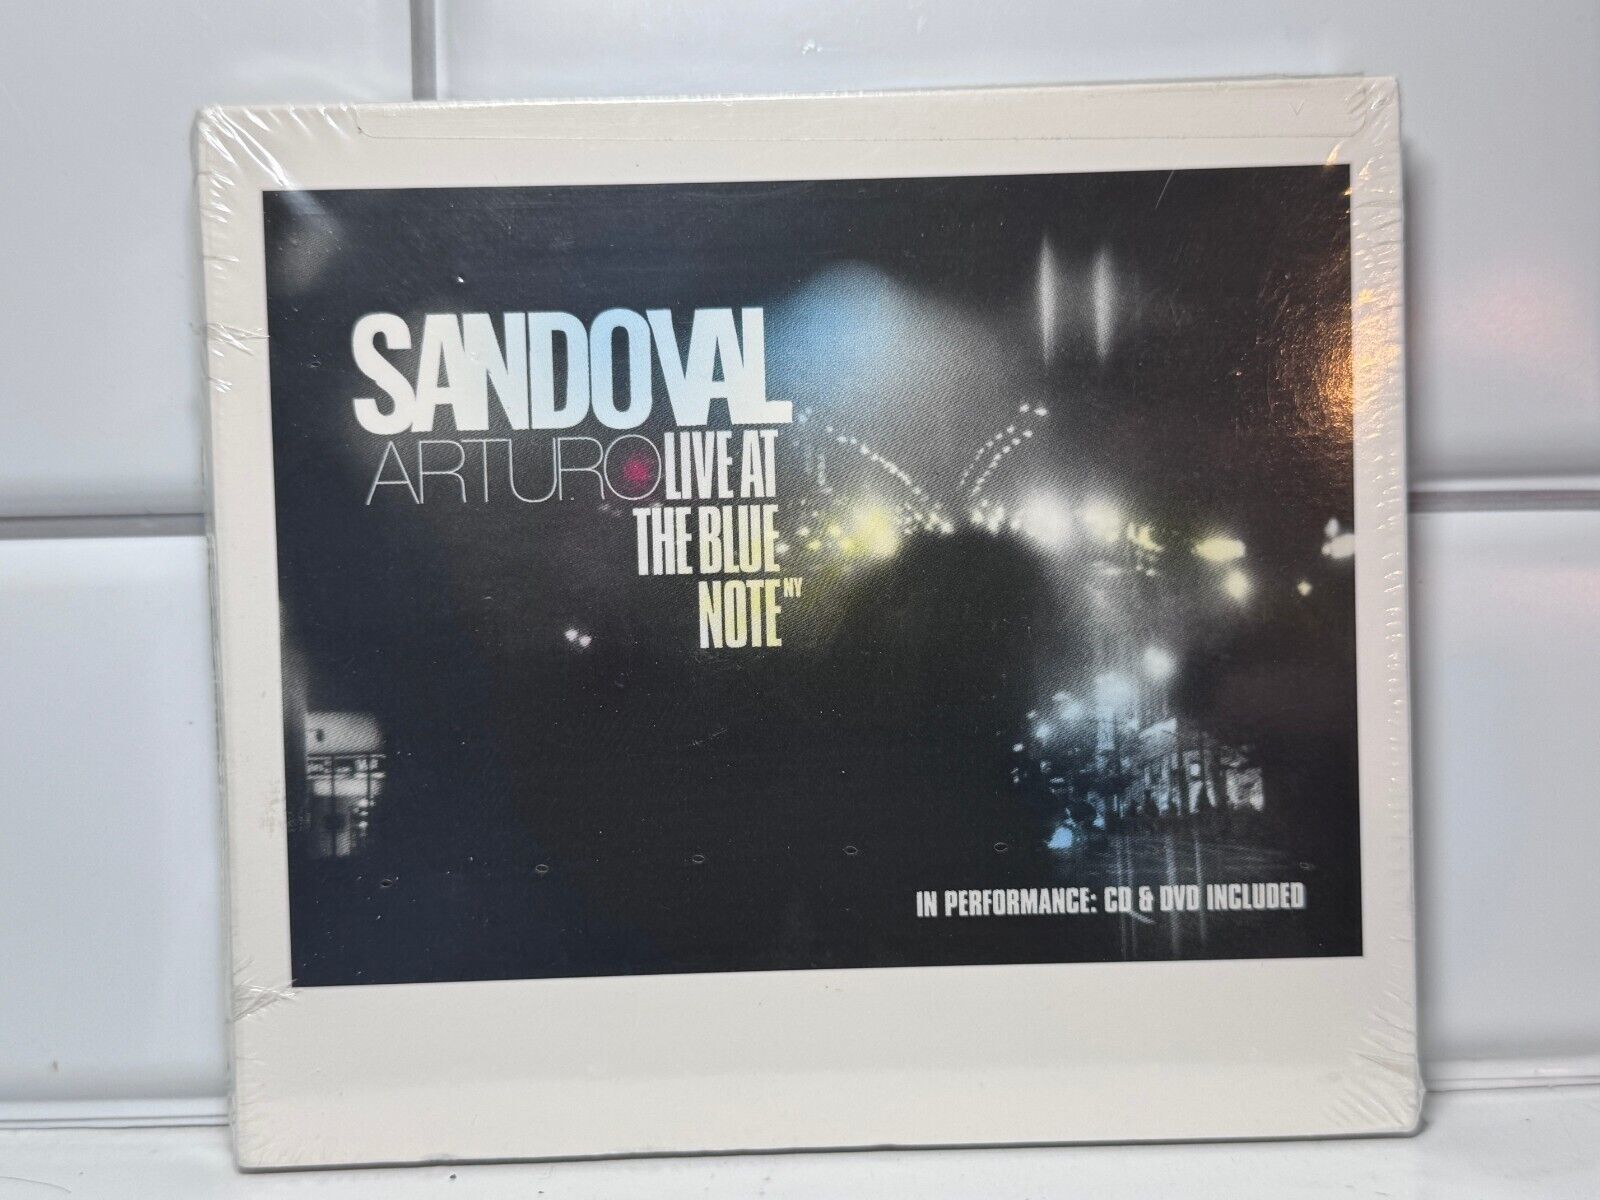 SANDOVAL
ARTURO LIVE AT
THE BLUE
NOTE NY
IN PERFORMANCE: CD & DVD INCLUDED